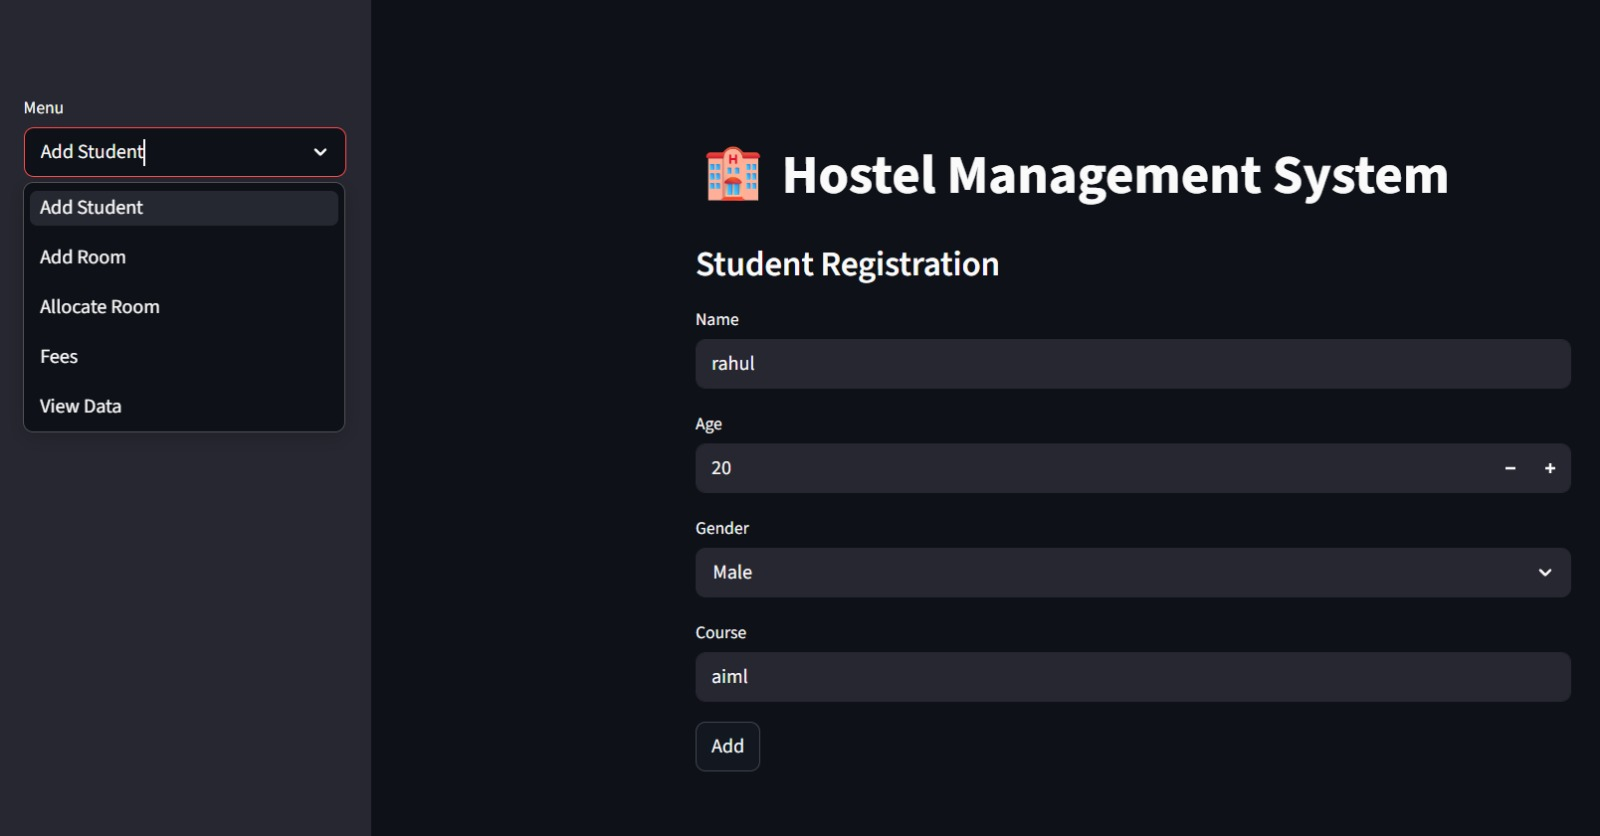 Menu
Add Student
Add Student
Add Room
Allocate Room
Fees
View Data
H
Hostel Management System
Student Registration
Name
rahul
Age
20
Gender
Male
Course
aiml
Add